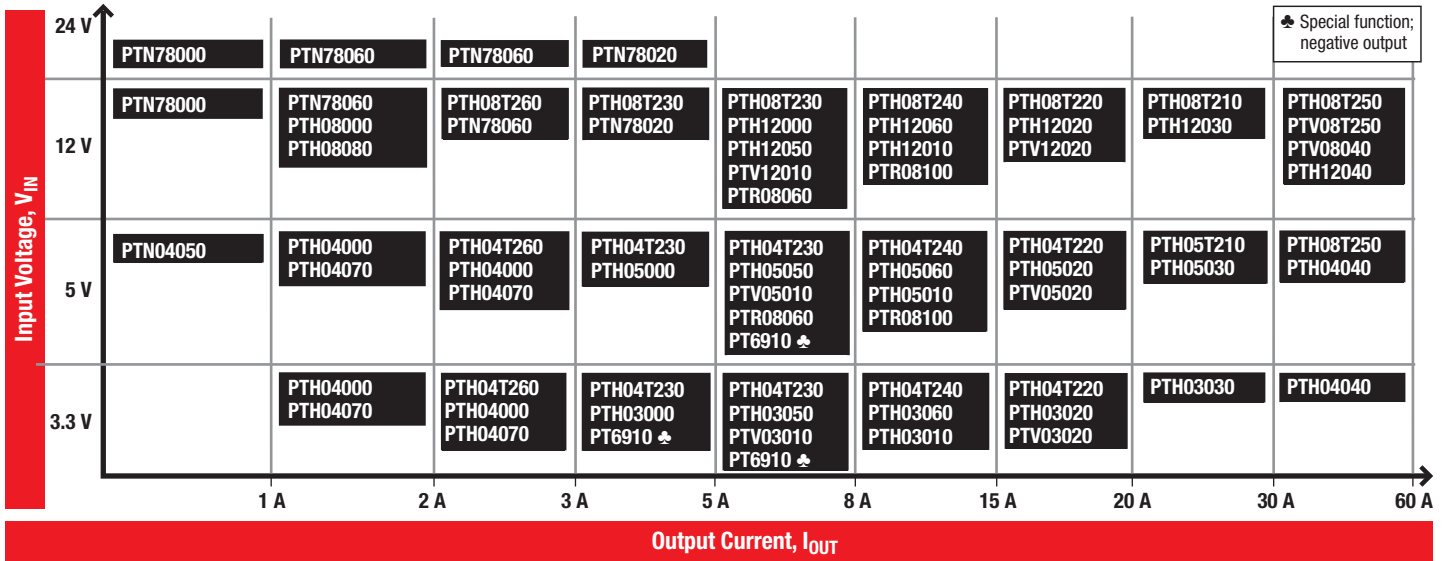 ♣ Special function;
negative output
Input Voltage, VIN
24 V
PTN78000
PTN78060
PTN78060
PTN78020
12 V
PTN78000
PTN78060
PTH08000
PTH08080
PTH08T260
PTN78060
PTH08T230
PTN78020
PTH08T230
PTH12000
PTH12050
PTV12010
PTR08060
PTH08T240
PTH12060
PTH12010
PTR08100
PTH08T220
PTH12020
PTV12020
PTH08T210
PTH12030
PTH08T250
PTV08T250
PTV08040
PTH12040
5 V
PTN04050
PTH04000
PTH04070
PTH04T260
PTH04000
PTH04070
PTH04T230
PTH05000
PTH04T230
PTH05050
PTV05010
PTR08060
PT6910 ♣
PTH04T240
PTH05060
PTH05010
PTR08100
PTH04T220
PTH05020
PTV05020
PTH05T210
PTH05030
PTH08T250
PTH04040
3.3 V
PTH04000
PTH04070
PTH04T260
PTH04000
PTH04070
PTH04T230
PTH03000
PT6910 ♣
PTH04T230
PTH03050
PTV03010
PT6910 ♣
PTH04T240
PTH03060
PTH03010
PTH04T220
PTH03020
PTV03020
PTH03030
PTH04040
1 A
2 A
3 A
5 A
8 A
15 A
20 A
30 A
60 A
Output Current, IOUT